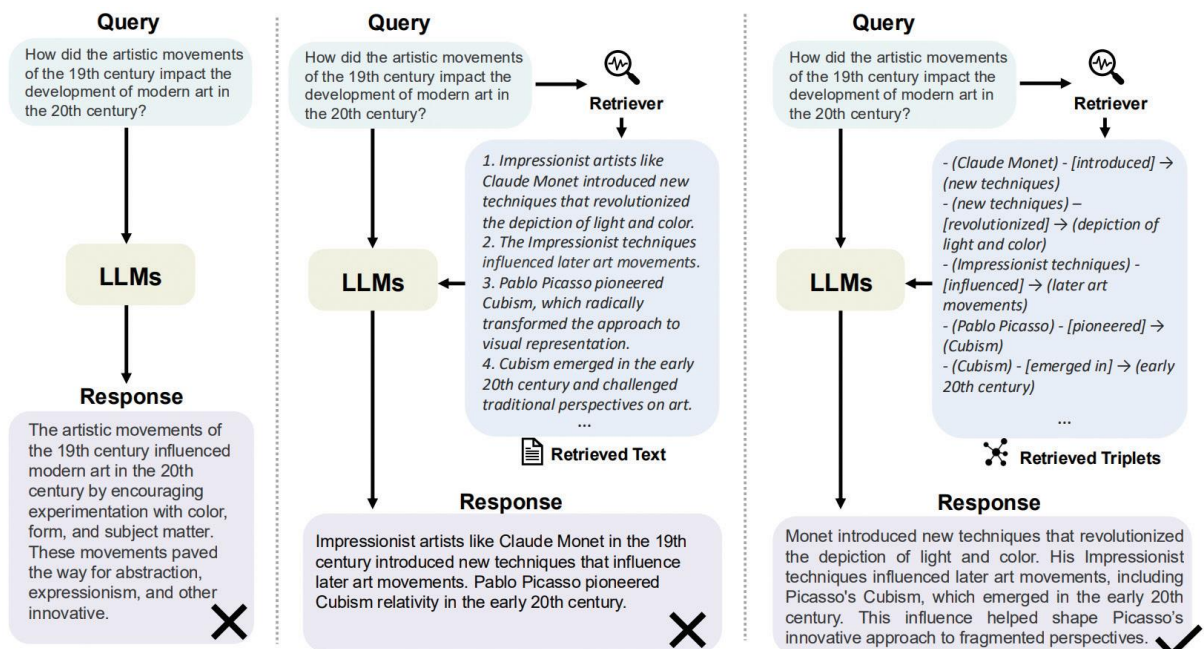 Query
How did the artistic movements
of the 19th century impact the
development of modern art in
the 20th century?
LLMs
Response
The artistic movements of
the 19th century influenced
modern art in the 20th
century by encouraging
experimentation with color,
form, and subject matter.
These movements paved
the way for abstraction,
expressionism, and other
innovative.
Query
How did the artistic movements
of the 19th century impact the
development of modern art in
the 20th century?
Retriever
1. Impressionist artists like
Claude Monet introduced new
techniques that revolutionized
the depiction of light and color.
2. The Impressionist techniques
influenced later art movements.
3. Pablo Picasso pioneered
Cubism, which radically
transformed the approach to
visual representation.
4. Cubism emerged in the early
20th century and challenged
traditional perspectives on art.
...
Retrieved Text
LLMs
Response
Impressionist artists like Claude Monet in the 19th
century introduced new techniques that influence
later art movements. Pablo Picasso pioneered
Cubism relativity in the early 20th century.
Query
How did the artistic movements
of the 19th century impact the
development of modern art in
the 20th century?
Retriever
- (Claude Monet) - [introduced] →
(new techniques)
- (new techniques) –
[revolutionized] → (depiction of
light and color)
- (Impressionist techniques) -
[influenced] → (later art
movements)
- (Pablo Picasso) - [pioneered] →
(Cubism)
- (Cubism) - [emerged in] → (early
20th century)
...
Retrieved Triplets
LLMs
Response
Monet introduced new techniques that revolutionized
the depiction of light and color. His Impressionist
techniques influenced later art movements, including
Picasso's Cubism, which emerged in the early 20th
century. This influence helped shape Picasso's
innovative approach to fragmented perspectives.